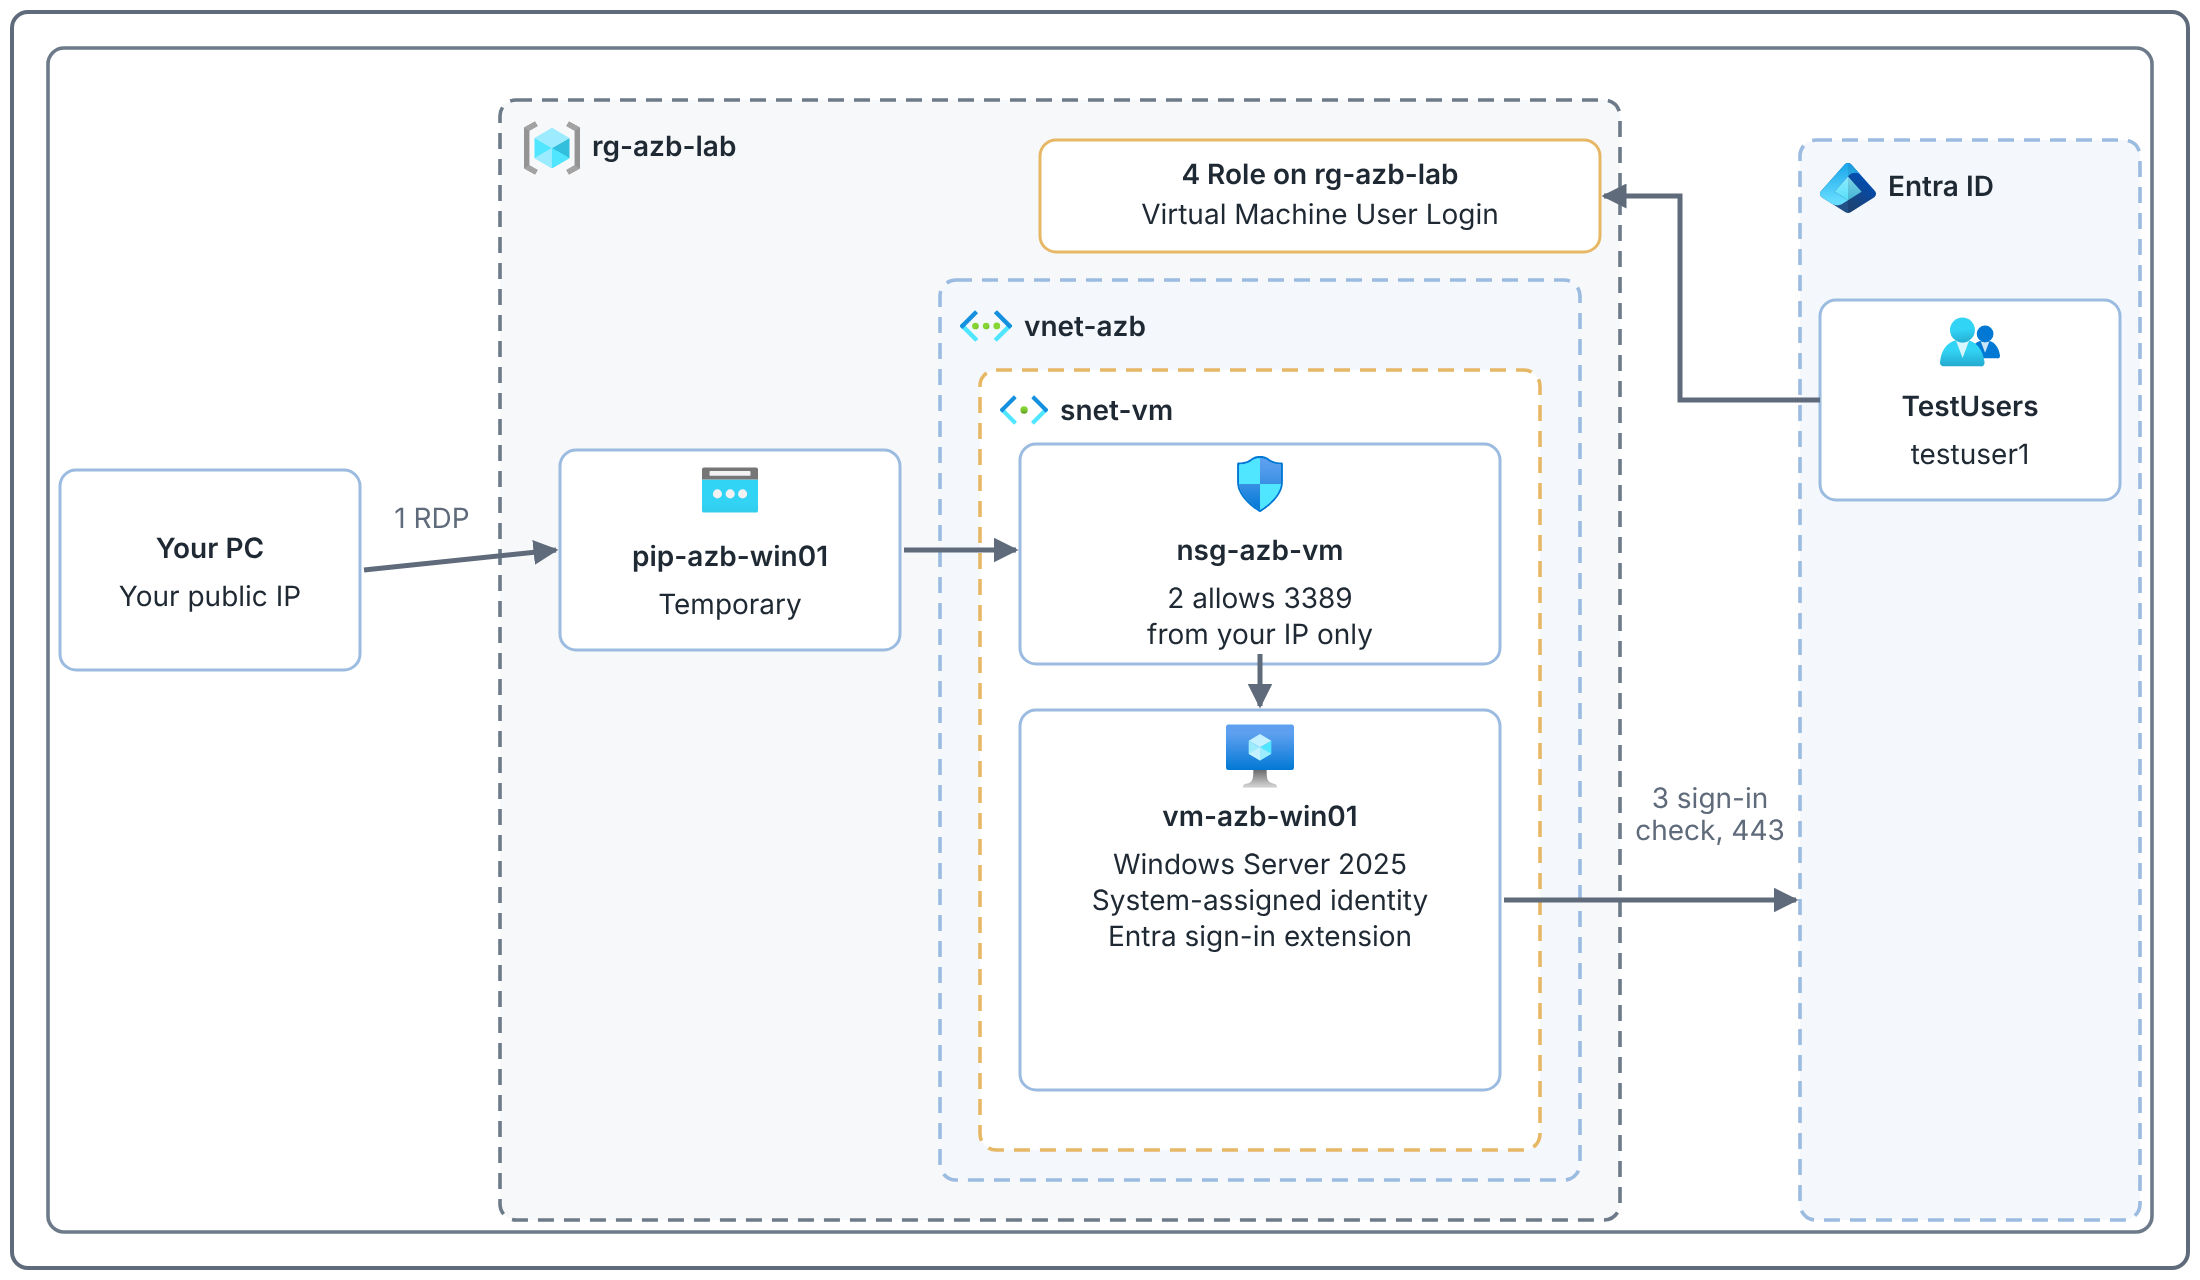 rg-azb-lab
4 Role on rg-azb-lab
Virtual Machine User Login
Entra ID
vnet-azb
snet-vm
TestUsers
testuser1
Your PC
Your public IP
1 RDP
pip-azb-win01
Temporary
nsg-azb-vm
2 allows 3389
from your IP only
vm-azb-win01
Windows Server 2025
System-assigned identity
Entra sign-in extension
3 sign-in
check, 443